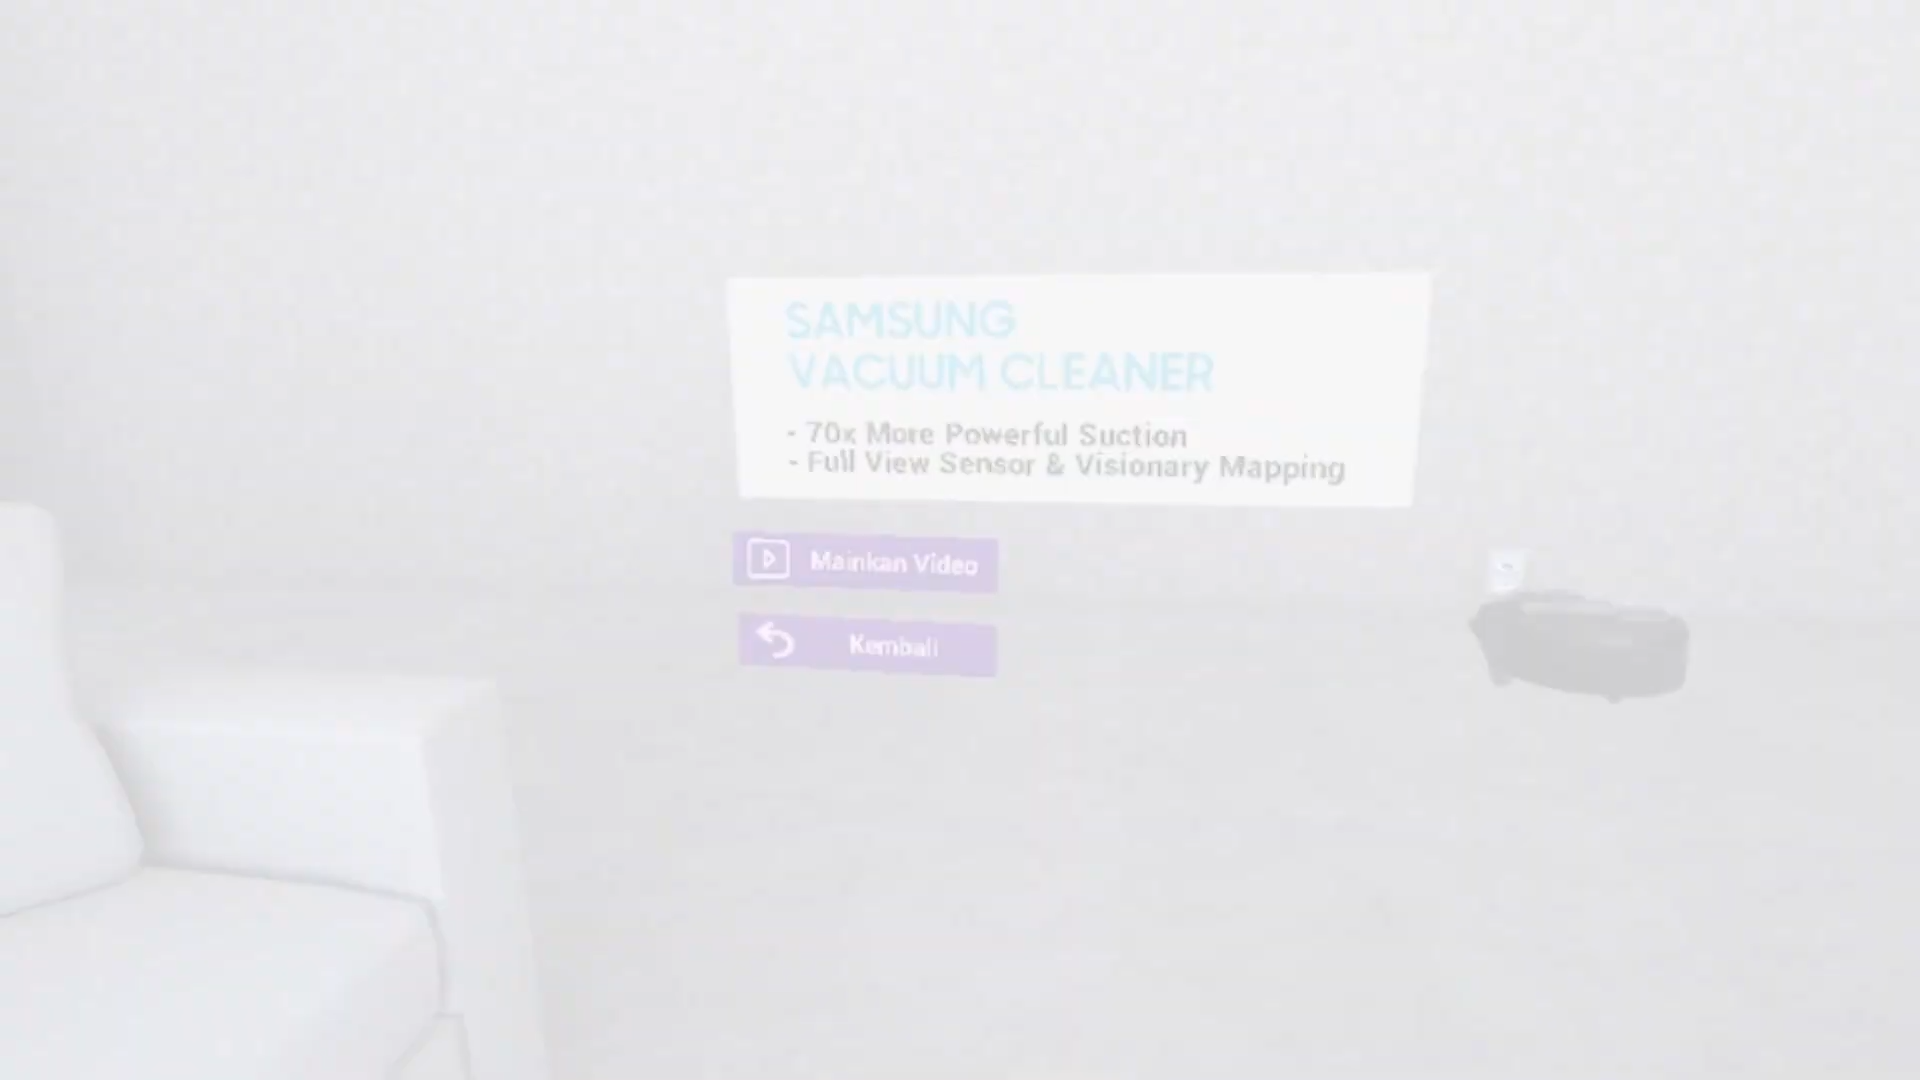 SAMSUNG
VACUUM CLEANER
- 70x More Powerful Suction
- Full View Sensor & Visionary Mapping
Mainkan Video
Kembali